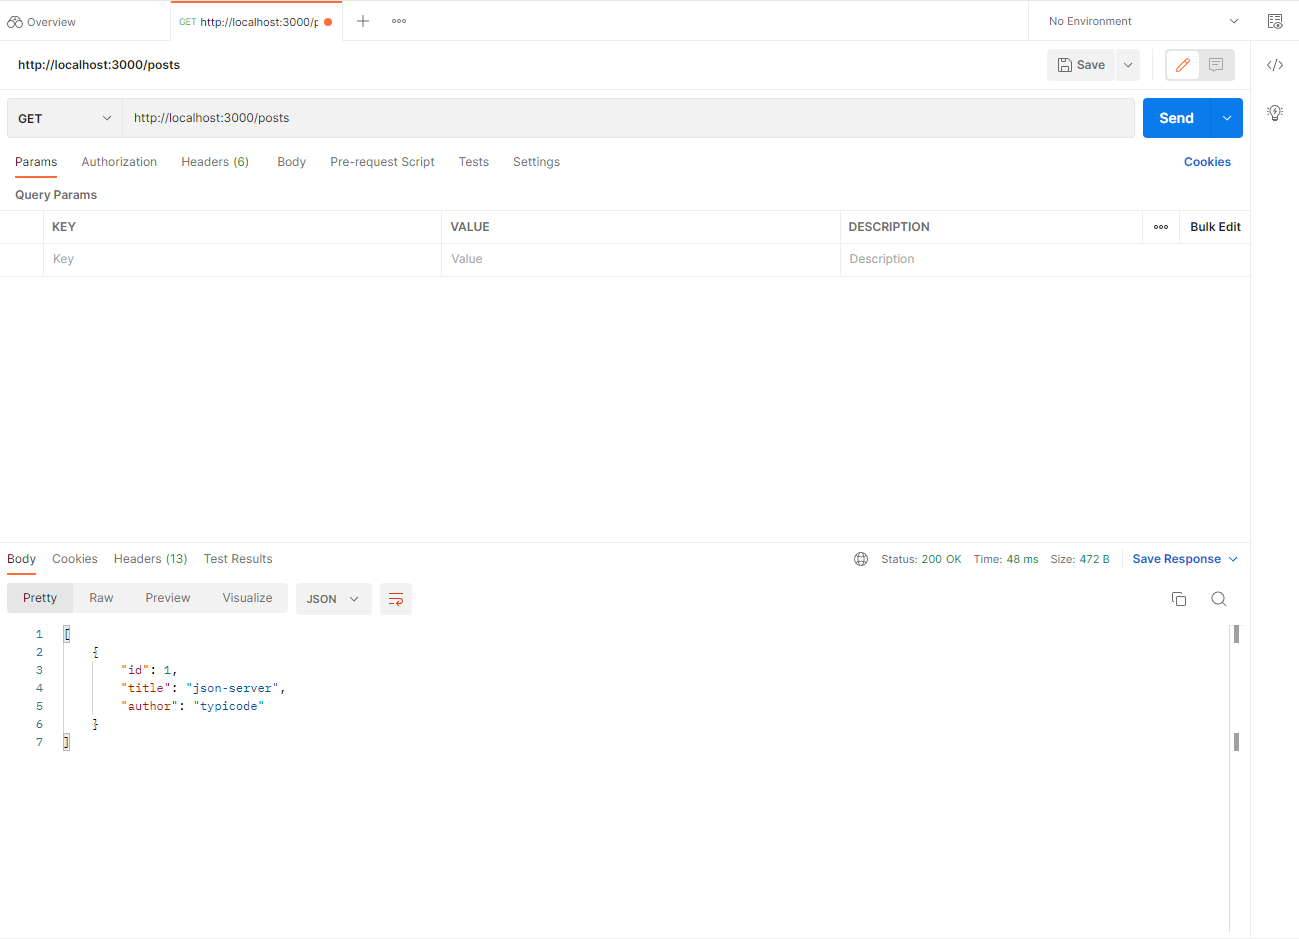 Overview
GET http://localhost:3000/p
No Environment
http://localhost:3000/posts
Save
GET
http://localhost:3000/posts
Send
Params Authorization Headers (6) Body Pre-request Script Tests Settings Cookies
Query Params
KEY VALUE DESCRIPTION Bulk Edit
Key Value Description
Body Cookies Headers (13) Test Results Status: 200 OK Time: 48 ms Size: 472 B Save Response
Pretty Raw Preview Visualize JSON
1 [
2 {
3 "id": 1,
4 "title": "json-server",
5 "author": "typicode"
6 }
7 ]